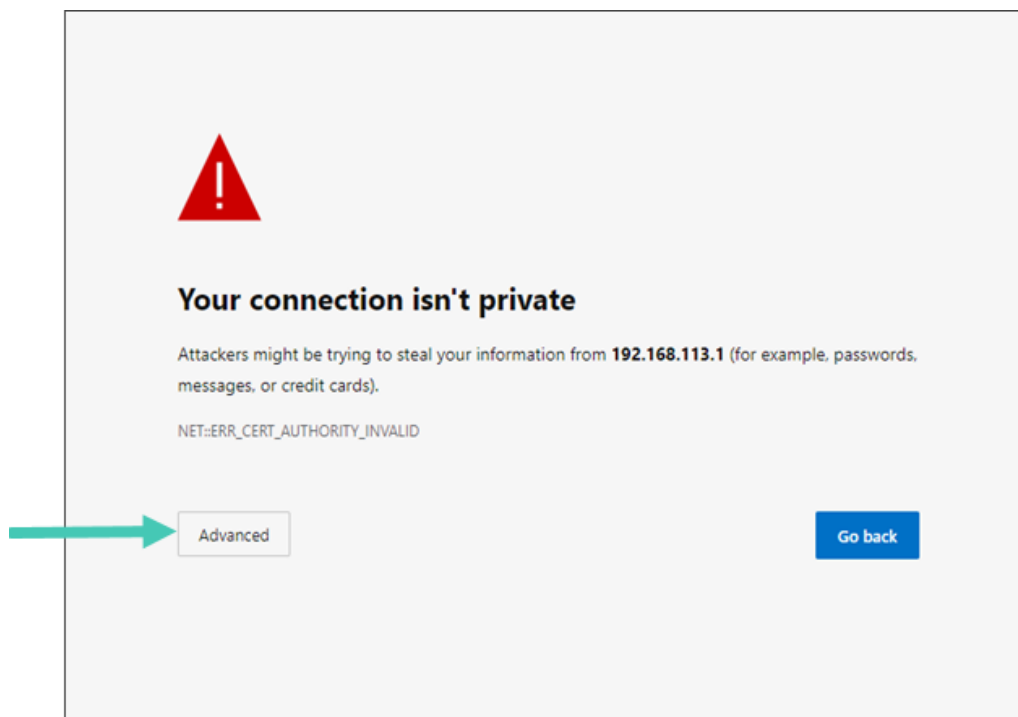 Your connection isn't private
Attackers might be trying to steal your information from 192.168.113.1 (for example, passwords,
messages, or credit cards).
NET::ERR_CERT_AUTHORITY_INVALID
Advanced
Go back